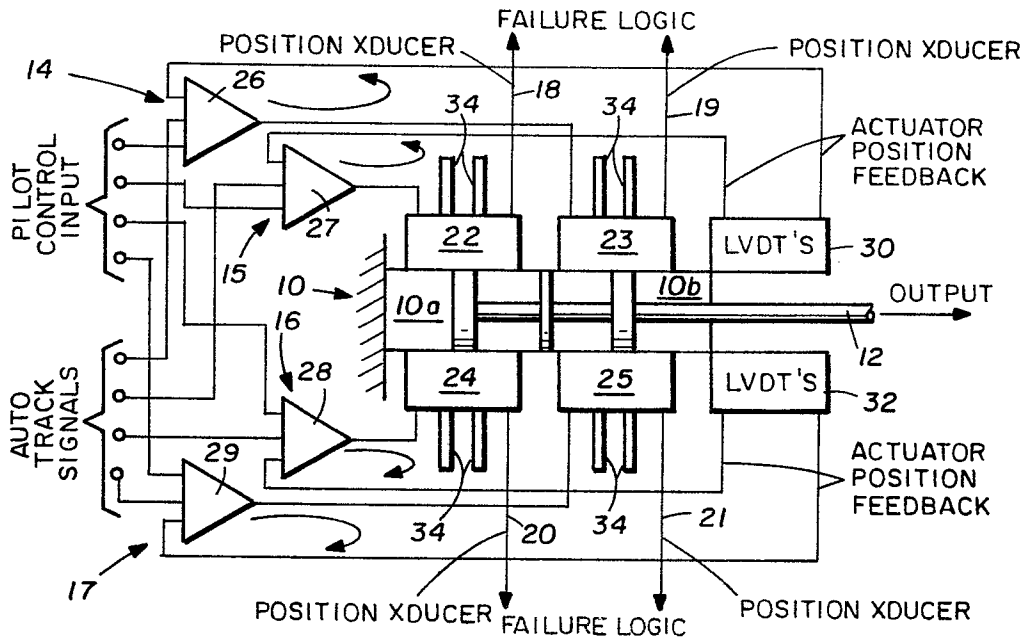 FAILURE LOGIC
POSITION XDUCER
POSITION XDUCER
14
26
18
19
34
34
ACTUATOR
POSITION
FEEDBACK
PILOT
CONTROL
INPUT
27
15
22
23
LVDT'S
30
10
10a
10b
OUTPUT
12
16
28
24
25
LVDT'S
32
AUTO
TRACK
SIGNALS
29
34
34
20
21
ACTUATOR
POSITION
FEEDBACK
17
POSITION XDUCER
FAILURE LOGIC
POSITION XDUCER